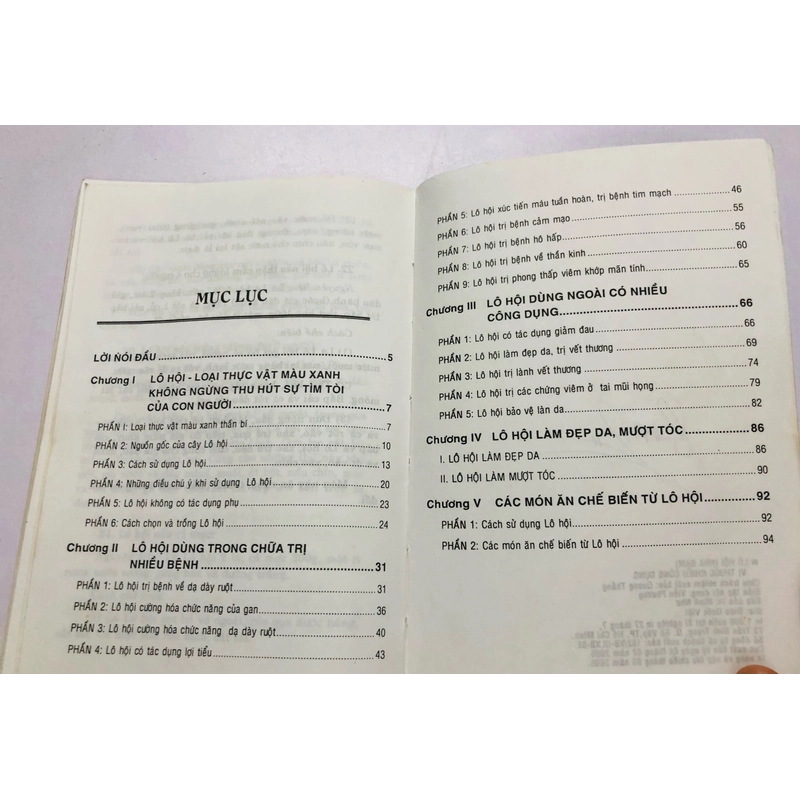 MỤC LỤC
LỜI NÓI ĐẦU ........ 5
Chương I LÔ HỘI - LOẠI THỰC VẬT MÀU XANH
KHÔNG NGỪNG THU HÚT SỰ TÌM TÒI
CỦA CON NGƯỜI ........ 7
PHẦN I: Loại thực vật màu xanh thần bí ........ 7
PHẦN 2: Nguồn gốc của cây Lô hội ........ 10
PHẦN 3: Cách sử dụng Lô hội ........ 13
PHẦN 4: Những điều chú ý khi sử dụng Lô hội ........ 20
PHẦN 5: Lô hội không có tác dụng phụ ........ 23
PHẦN 6: Cách chọn và trồng Lô hội ........ 24
Chương II LÔ HỘI DÙNG TRONG CHỮA TRỊ
NHIỀU BỆNH ........ 31
PHẦN 1: Lô hội trị bệnh về dạ dày ruột ........ 31
PHẦN 2: Lô hội cường hóa chức năng của gan ........ 36
PHẦN 3: Lô hội cường hóa chức năng dạ dày ruột ........ 40
PHẦN 4: Lô hội có tác dụng lợi tiểu ........ 43
PHẦN 5: Lô hội xúc tiến máu tuần hoàn, trị bệnh tim mạch ........ 46
PHẦN 6: Lô hội trị bệnh cảm mạo ........ 55
PHẦN 7: Lô hội trị bệnh hô hấp ........ 56
PHẦN 8: Lô hội trị bệnh về thần kinh ........ 60
PHẦN 9: Lô hội trị phong thấp viêm khớp mãn tính ........ 65
Chương III LÔ HỘI DÙNG NGOÀI CÓ NHIỀU
CÔNG DỤNG ........ 66
PHẦN 1: Lô hội có tác dụng giảm đau ........ 66
PHẦN 2: Lô hội làm đẹp da, trị vết thương ........ 69
PHẦN 3: Lô hội trị lành vết thương ........ 74
PHẦN 4: Lô hội trị các chứng viêm ở tai mũi họng ........ 79
PHẦN 5: Lô hội bảo vệ làn da ........ 82
Chương IV LÔ HỘI LÀM ĐẸP DA, MƯỢT TÓC ........ 86
I. LÔ HỘI LÀM ĐẸP DA ........ 86
II. LÔ HỘI LÀM MƯỢT TÓC ........ 90
Chương V CÁC MÓN ĂN CHẾ BIẾN TỪ LÔ HỘI ........ 92
PHẦN 1: Cách sử dụng Lô hội ........ 92
PHẦN 2: Các món ăn chế biến từ Lô hội ........ 94